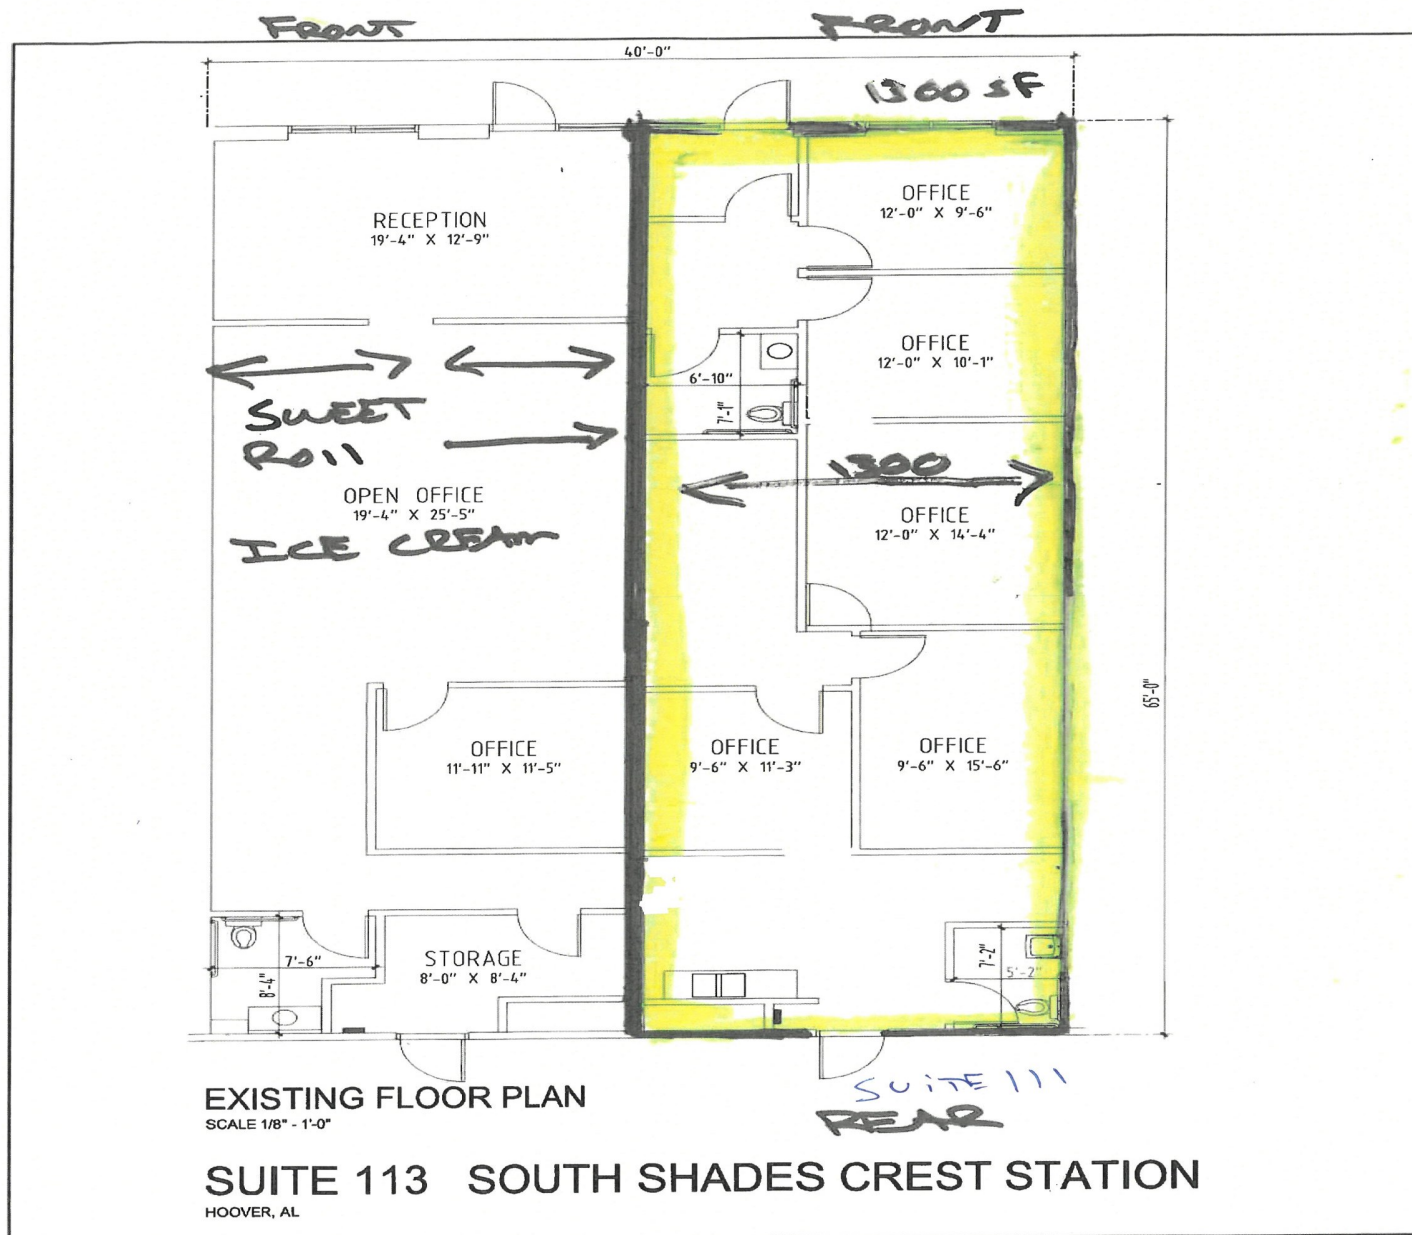 FRONT
FRONT
40'-0"
1300 SF
OFFICE
12'-0" X 9'-6"
RECEPTION
19'-4" X 12'-9"
OFFICE
12'-0" X 10'-1"
6'-10"
7'-1"
SWEET
ROll
1300
OPEN OFFICE
19'-4" X 25'-5"
OFFICE
12'-0" X 14'-4"
ICE CREAM
65'-0"
OFFICE
11'-11" X 11'-5"
OFFICE
9'-6" X 11'-3"
OFFICE
9'-6" X 15'-6"
7'-6"
8'-4"
STORAGE
8'-0" X 8'-4"
7'-2"
5'-2"
SUiTE 111
REAR
EXISTING FLOOR PLAN
SCALE 1/8" - 1'-0"
SUITE 113 SOUTH SHADES CREST STATION
HOOVER, AL